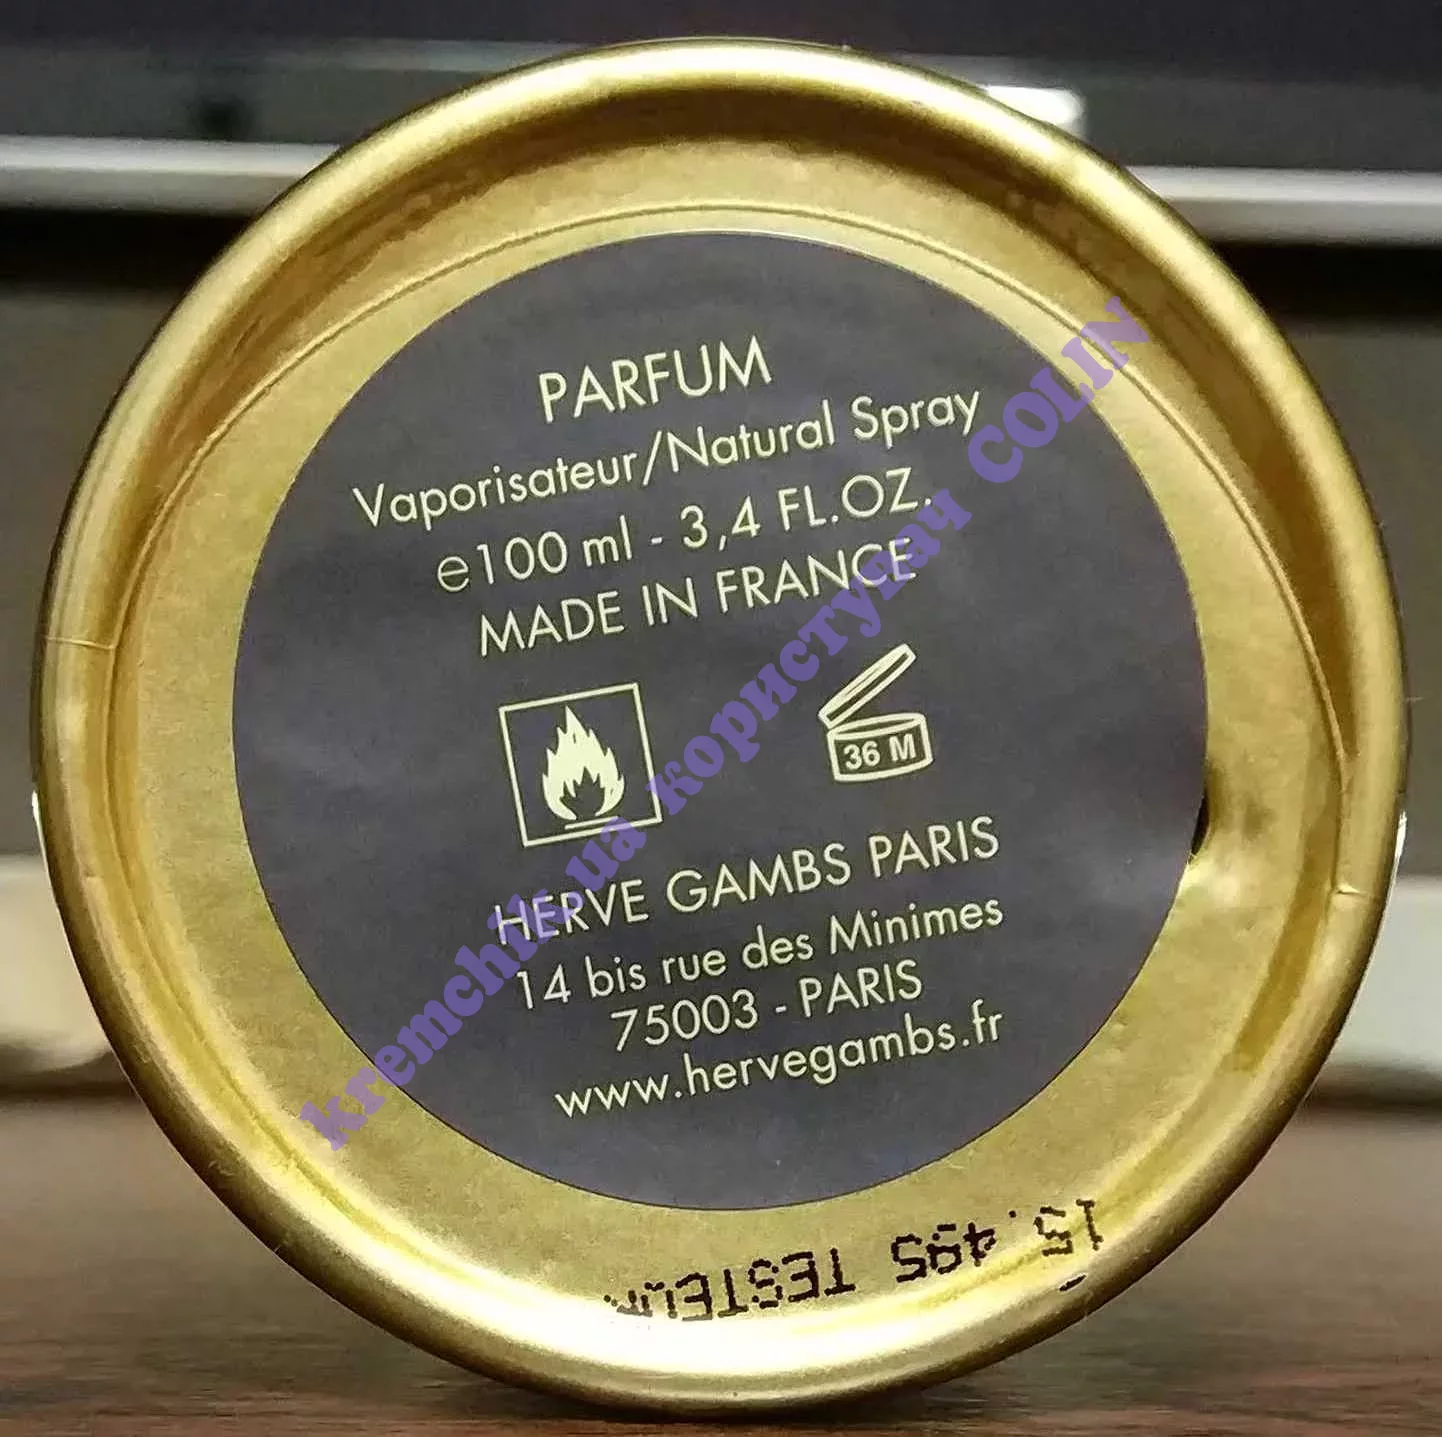 PARFUM
Vaporisateur/Natural Spray
℮100 ml - 3,4 FL.OZ.
MADE IN FRANCE
36 M
HERVE GAMBS PARIS
14 bis rue des Minimes
75003 - PARIS
www.hervegambs.fr
15.495 TESTEUR
kremchik.ua користувач COLIN